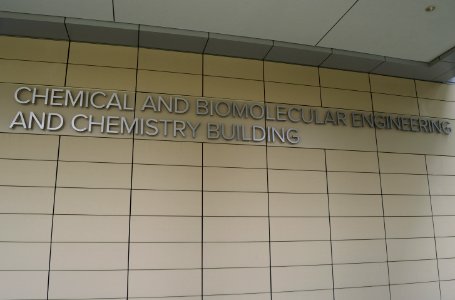 CHEMICAL AND BIOMOLECULAR ENGINEERING
AND CHEMISTRY BUILDING